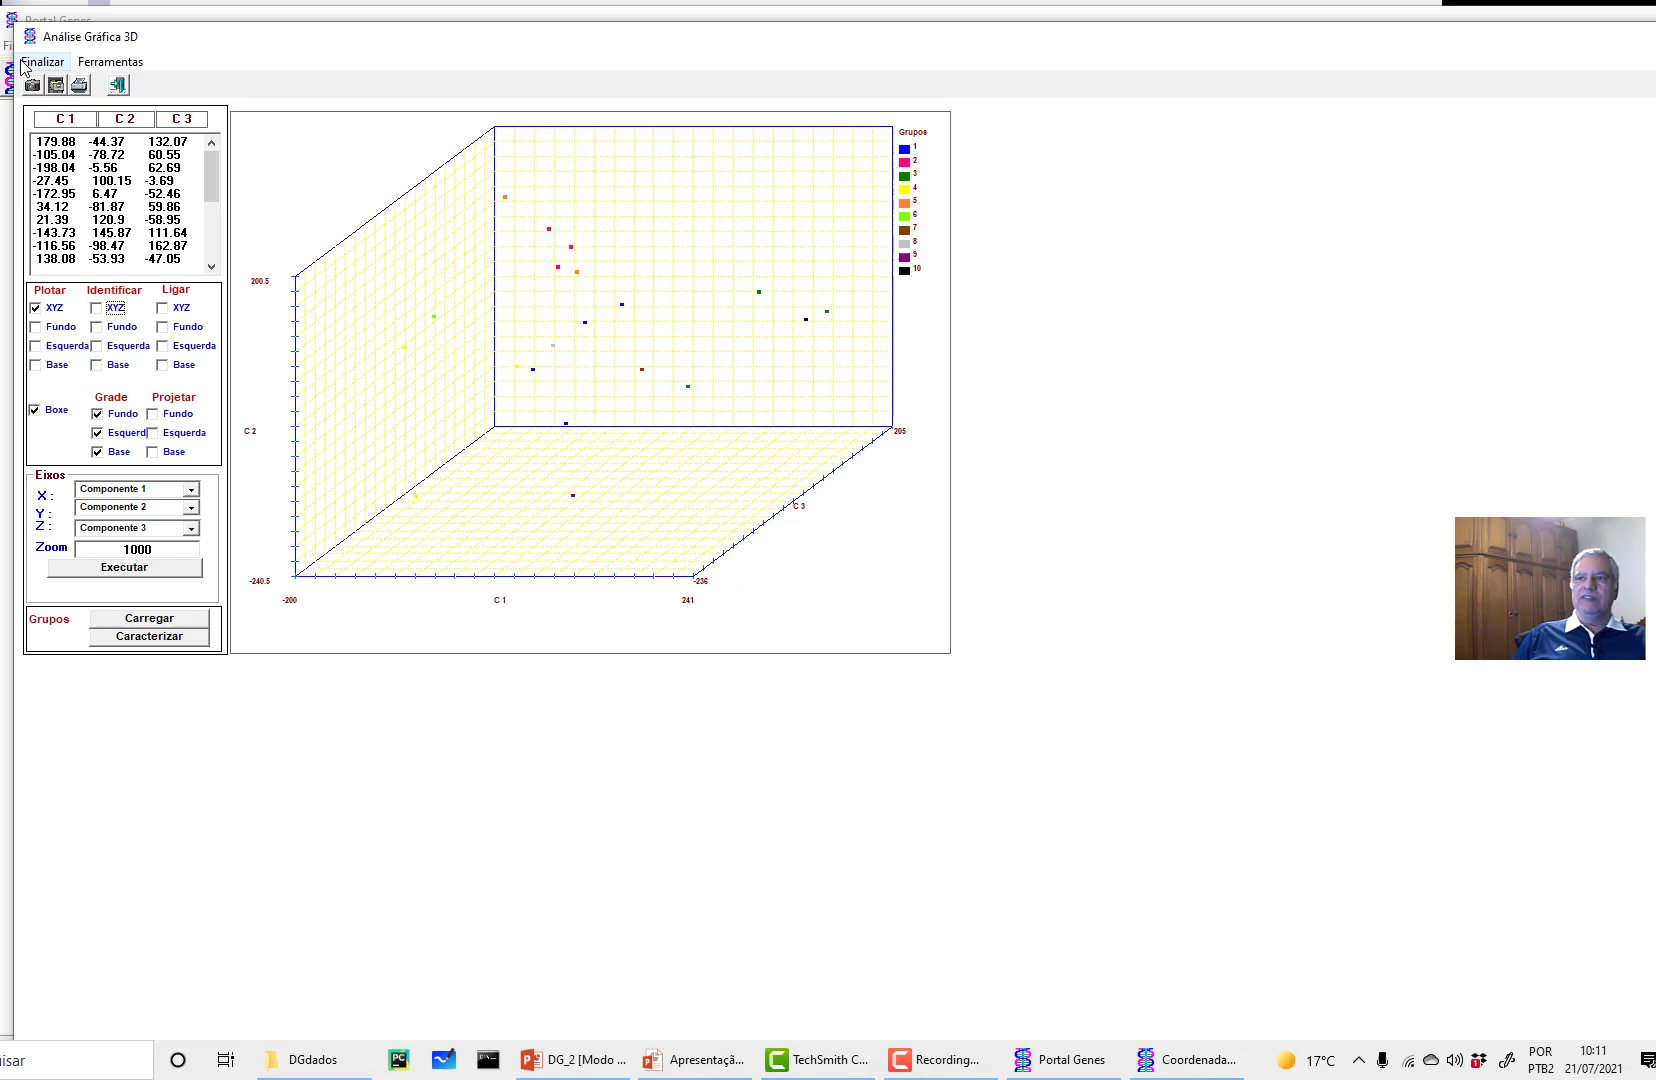 Portal Genes
Análise Gráfica 3D
Finalizar Ferramentas
C 1 C 2 C 3
179.88 -44.37 132.07
-105.04 -78.72 60.55
-198.04 -5.56 62.69
-27.45 100.15 -3.69
-172.95 6.47 -52.46
34.12 -81.87 59.86
21.39 120.9 -58.95
-143.73 145.87 111.64
-116.56 -98.47 162.87
138.08 -53.93 -47.05
Plotar Identificar Ligar
XYZ XYZ XYZ
Fundo Fundo Fundo
Esquerda Esquerda Esquerda
Base Base Base
Grade Projetar
Boxe Fundo Fundo
Esquerd Esquerda
Base Base
Eixos
X : Componente 1
Y : Componente 2
Z : Componente 3
Zoom 1000
Executar
Grupos Carregar
Caracterizar
Grupos
1
2
3
4
5
6
7
8
9
10
200.5
C 2
205
C 3
-240.5
-236
-200 C 1 241
uisar
DGdados
PC
DG_2 [Modo ...
Apresentaçã...
TechSmith C...
Recording...
Portal Genes
Coordenada...
17°C
POR
PTB2
10:11
21/07/2021